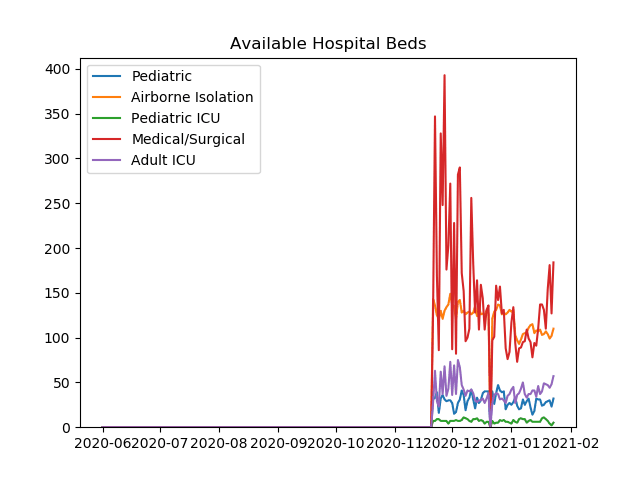 Available Hospital Beds
Pediatric
Airborne Isolation
Pediatric ICU
Medical/Surgical
Adult ICU
400
350
300
250
200
150
100
50
0
2020-06 2020-07 2020-08 2020-09 2020-10 2020-11 2020-12 2021-01 2021-02